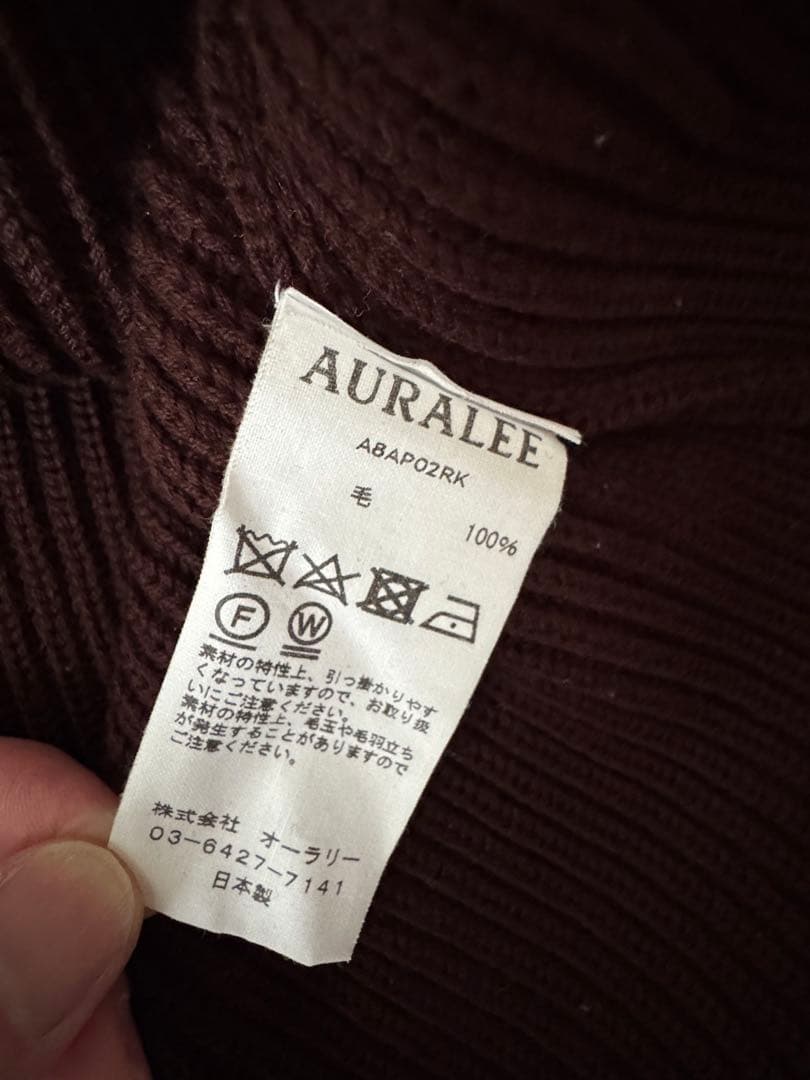 AURALEE
A8AP02RK
毛 100%
F W
素材の特性上、引っ掛かりやす
くなっていますので、お取り扱
いにご注意ください。
素材の特性上、毛玉や毛羽立ち
が発生することがありますので
ご注意ください。
株式会社 オーラリー
03-6427-7141
日本製